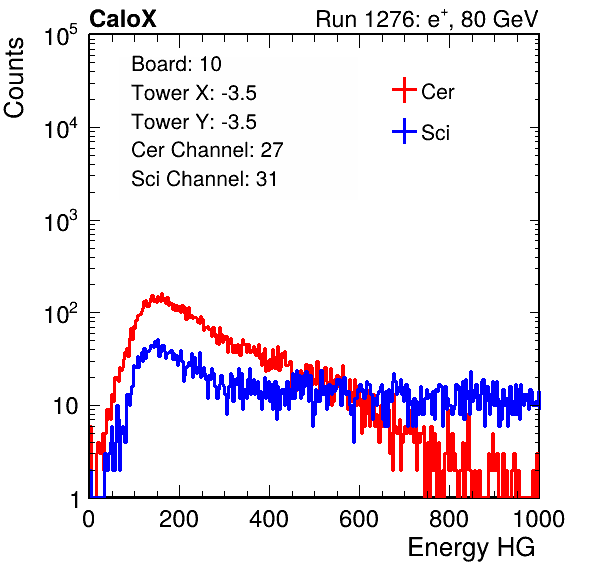 CaloX Run 1276: e⁺, 80 GeV
Counts
10⁵
10⁴
10³
10²
10
1
Board: 10
Tower X: -3.5
Tower Y: -3.5
Cer Channel: 27
Sci Channel: 31
Cer
Sci
0 200 400 600 800 1000
Energy HG